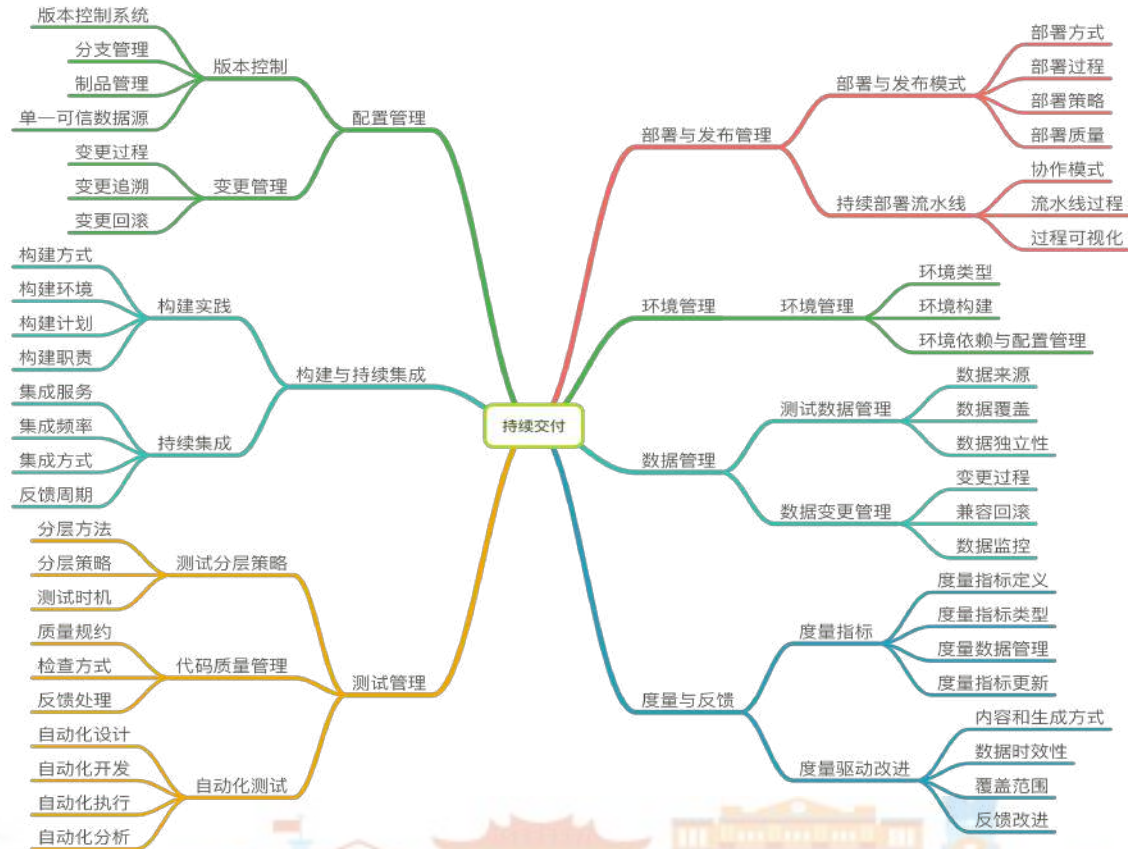 持续交付
配置管理
版本控制
版本控制系统
分支管理
制品管理
单一可信数据源
变更管理
变更过程
变更追溯
变更回滚
构建与持续集成
构建实践
构建方式
构建环境
构建计划
构建职责
持续集成
集成服务
集成频率
集成方式
反馈周期
测试管理
测试分层策略
分层方法
分层策略
测试时机
代码质量管理
质量规约
检查方式
反馈处理
自动化测试
自动化设计
自动化开发
自动化执行
自动化分析
部署与发布管理
部署与发布模式
部署方式
部署过程
部署策略
部署质量
持续部署流水线
协作模式
流水线过程
过程可视化
环境管理
环境管理
环境类型
环境构建
环境依赖与配置管理
数据管理
测试数据管理
数据来源
数据覆盖
数据独立性
数据变更管理
变更过程
兼容回滚
数据监控
度量与反馈
度量指标
度量指标定义
度量指标类型
度量数据管理
度量指标更新
度量驱动改进
内容和生成方式
数据时效性
覆盖范围
反馈改进